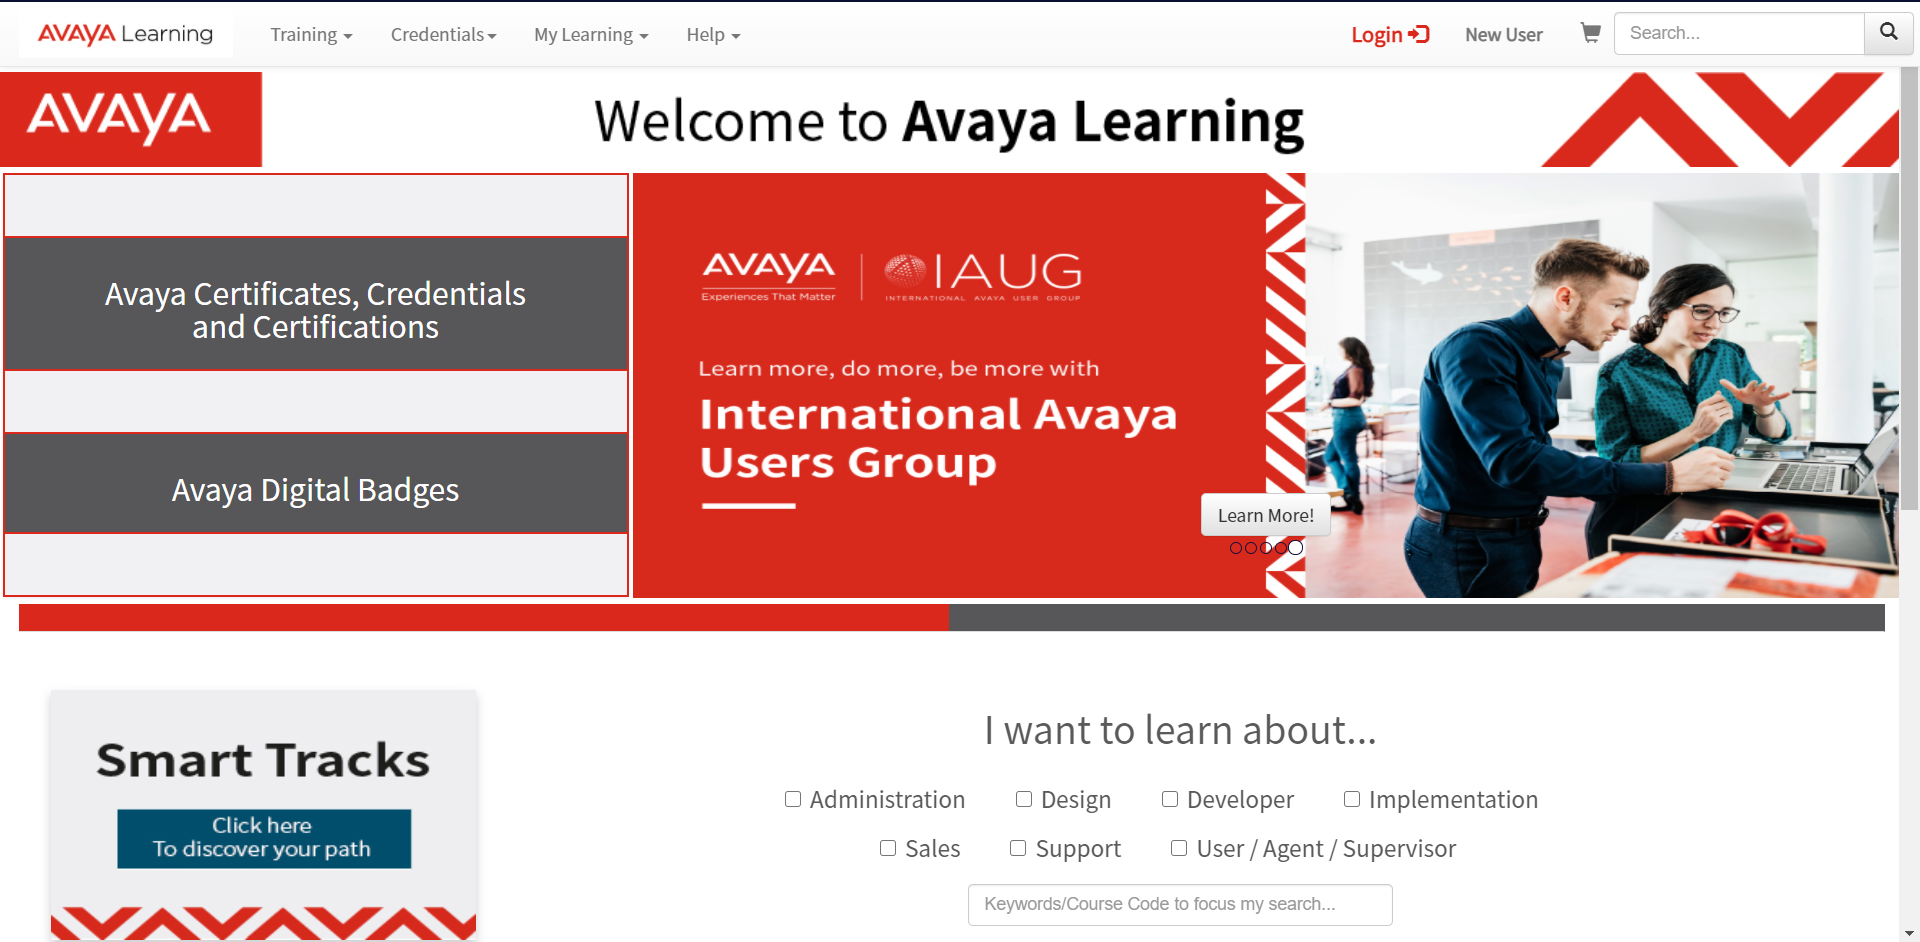 AVAYA Learning
Training
Credentials
My Learning
Help
Login
New User
Search...
AVAYA
Welcome to Avaya Learning
Avaya Certificates, Credentials
and Certifications
Avaya Digital Badges
AVAYA
Experiences That Matter
IAUG
INTERNATIONAL AVAYA USER GROUP
Learn more, do more, be more with
International Avaya
Users Group
Learn More!
Smart Tracks
Click here
To discover your path
I want to learn about...
Administration
Design
Developer
Implementation
Sales
Support
User / Agent / Supervisor
Keywords/Course Code to focus my search...